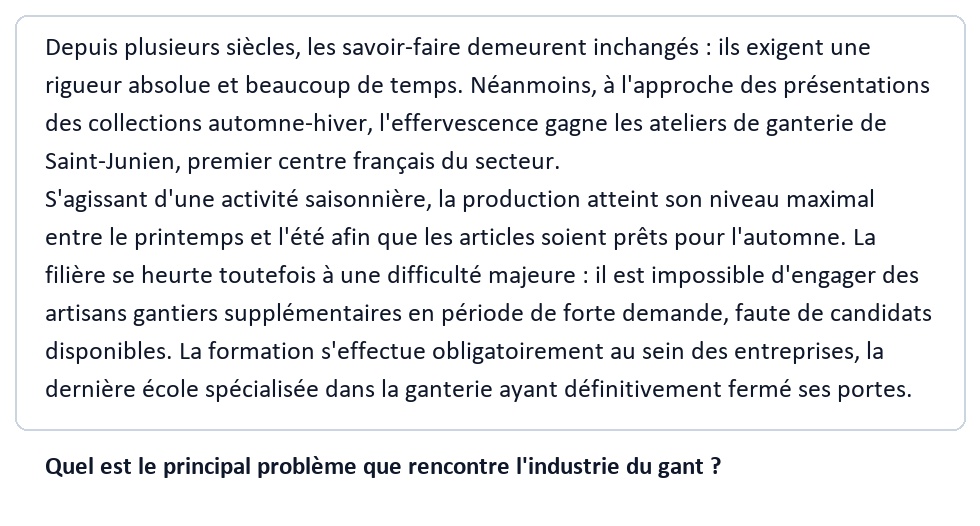 Depuis plusieurs siècles, les savoir-faire demeurent inchangés : ils exigent une
rigueur absolue et beaucoup de temps. Néanmoins, à l'approche des présentations
des collections automne-hiver, l'effervescence gagne les ateliers de ganterie de
Saint-Junien, premier centre français du secteur.
S'agissant d'une activité saisonnière, la production atteint son niveau maximal
entre le printemps et l'été afin que les articles soient prêts pour l'automne. La
filière se heurte toutefois à une difficulté majeure : il est impossible d'engager des
artisans gantiers supplémentaires en période de forte demande, faute de candidats
disponibles. La formation s'effectue obligatoirement au sein des entreprises, la
dernière école spécialisée dans la ganterie ayant définitivement fermé ses portes.
Quel est le principal problème que rencontre l'industrie du gant ?